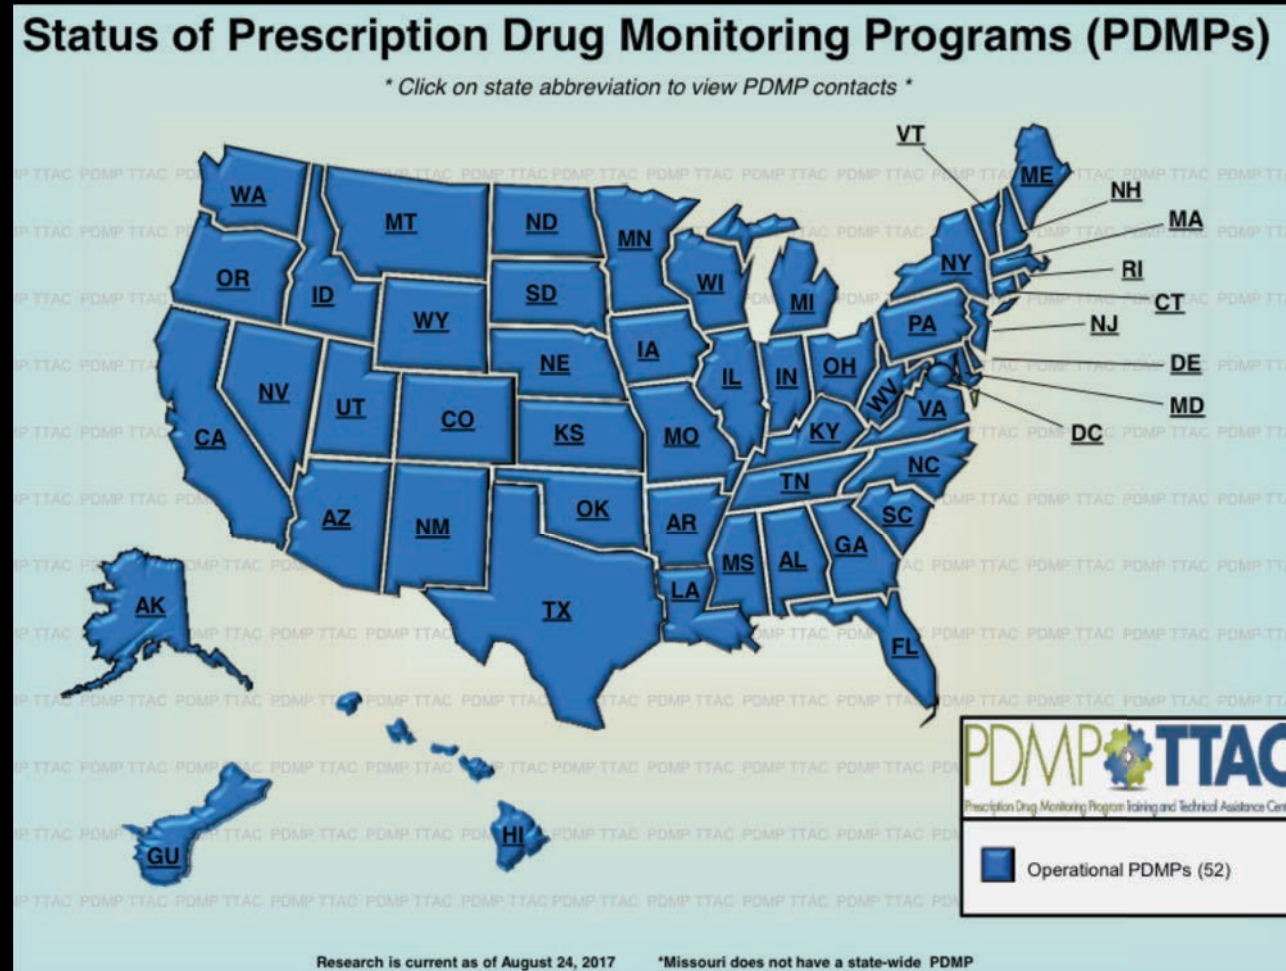 Status of Prescription Drug Monitoring Programs (PDMPs)
* Click on state abbreviation to view PDMP contacts *
VT
WA
ME
MT
ND
NH
MN
MA
OR
ID
SD
WI
NY
RI
MI
WY
CT
PA
NJ
NE
IA
OH
DE
NV
UT
IL
IN
WV
MD
CO
VA
CA
KS
MO
KY
DC
NC
TN
AZ
NM
OK
AR
SC
MS
AL
GA
AK
TX
LA
FL
GU
HI
PDMP TTAC
Prescription Drug Monitoring Program Training and Technical Assistance
Operational PDMPs (52)
Research is current as of August 24, 2017 *Missouri does not have a state-wide PDMP